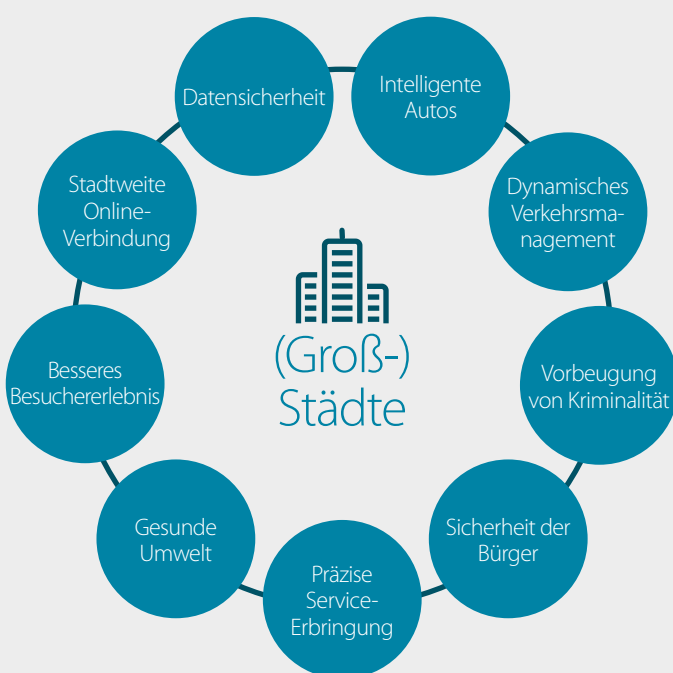 Datensicherheit
Intelligente
Autos
Dynamisches
Verkehrsma-
nagement
Vorbeugung
von Kriminalität
Sicherheit der
Bürger
Präzise
Service-
Erbringung
Gesunde
Umwelt
Besseres
Besuchererlebnis
Stadtweite
Online-
Verbindung
(Groß-)
Städte